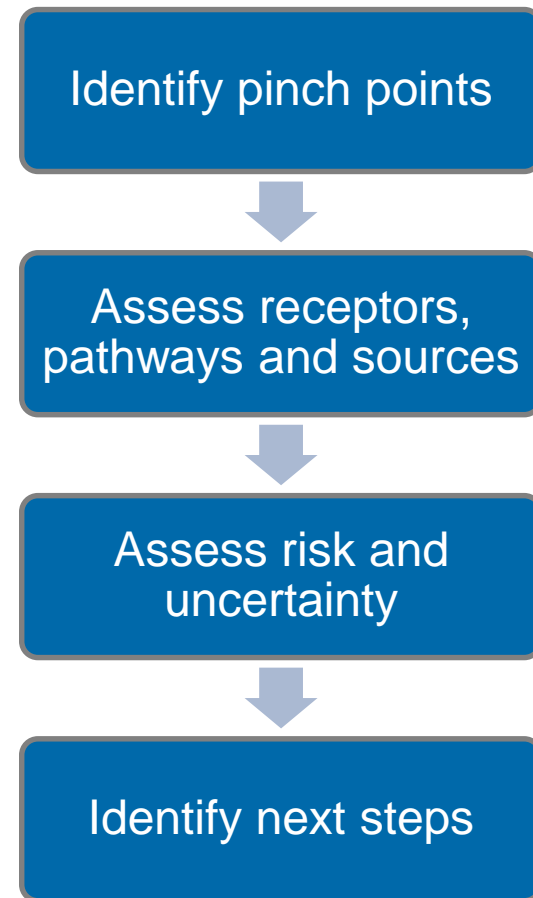 Identify pinch points
Assess receptors,
pathways and sources
Assess risk and
uncertainty
Identify next steps